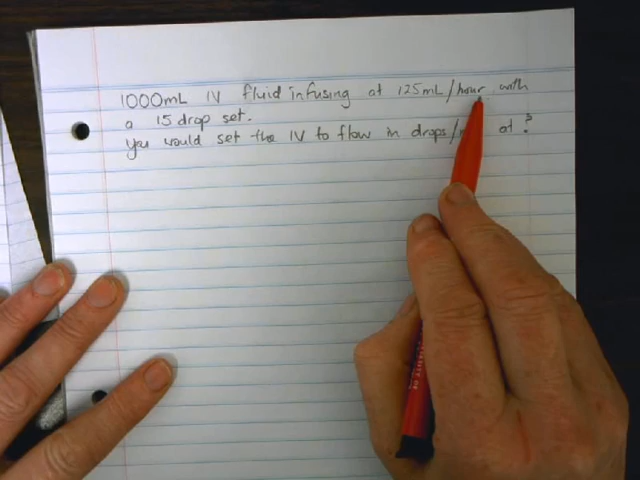 1000mL IV fluid infusing at 125mL/hour with
a 15 drop set.
You would set the IV to flow in drops/ at ?